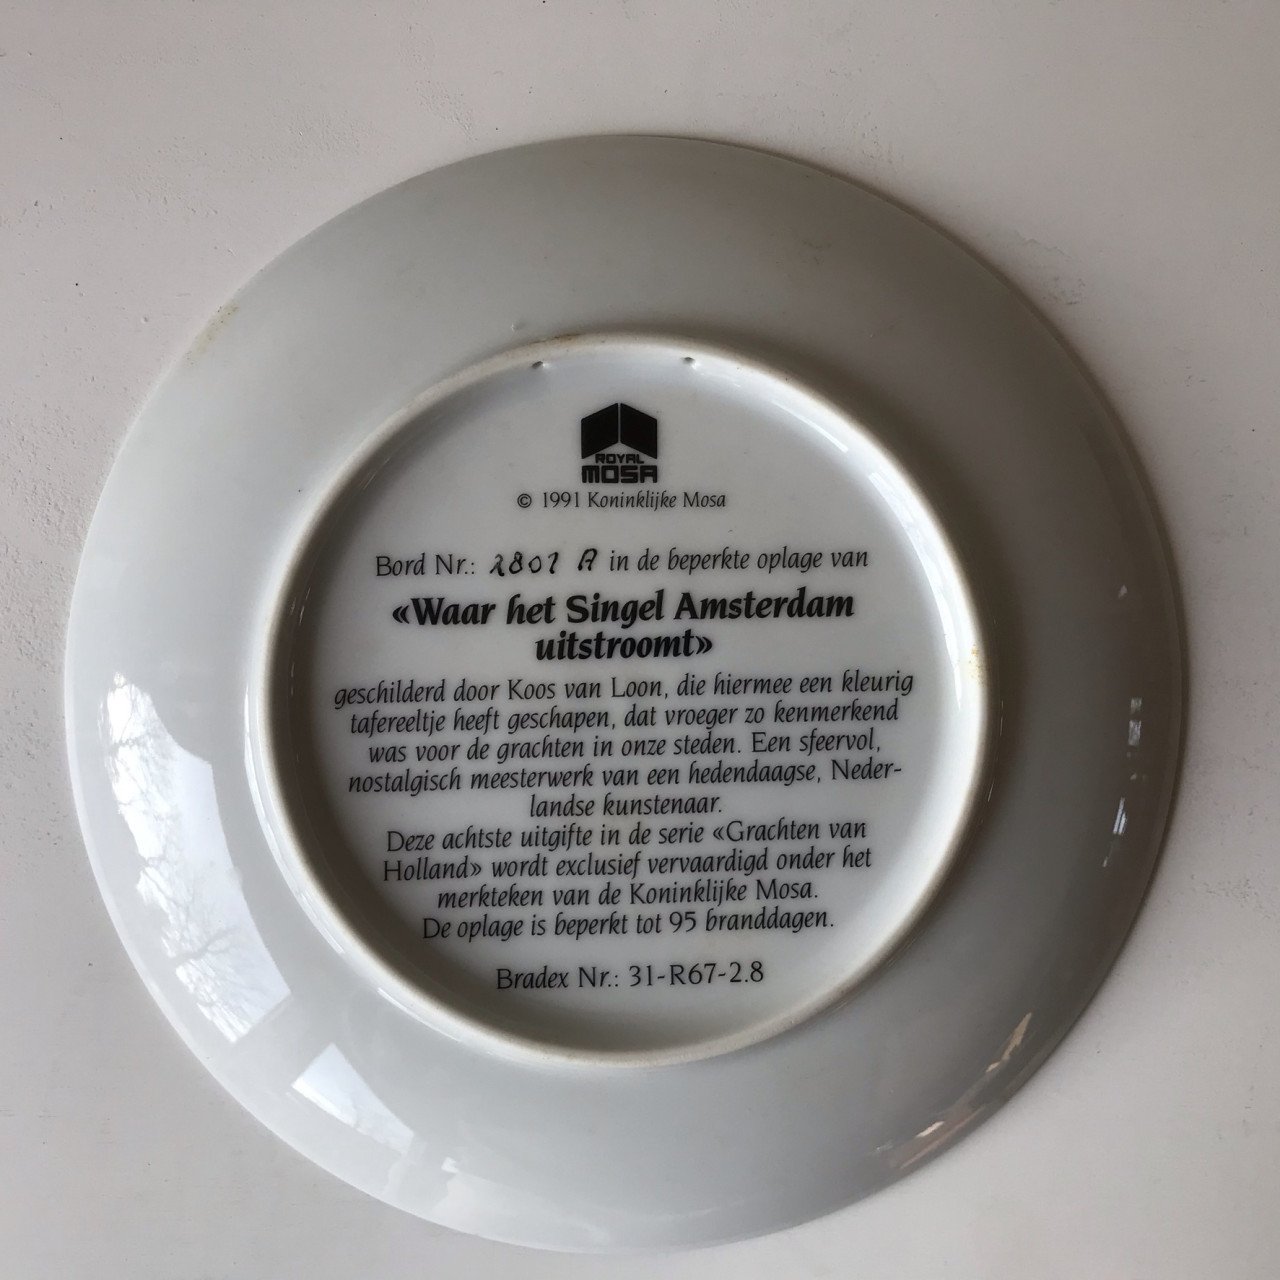 ROYAL
MOSA
© 1991 Koninklijke Mosa
Bord Nr.: 2801 A in de beperkte oplage van
«Waar het Singel Amsterdam
uitstroomt»
geschilderd door Koos van Loon, die hiermee een kleurig
tafereeltje heeft geschapen, dat vroeger zo kenmerkend
was voor de grachten in onze steden. Een sfeervol,
nostalgisch meesterwerk van een hedendaagse, Neder-
landse kunstenaar.
Deze achtste uitgifte in de serie «Grachten van
Holland» wordt exclusief vervaardigd onder het
merkteken van de Koninklijke Mosa.
De oplage is beperkt tot 95 branddagen.
Bradex Nr.: 31-R67-2.8